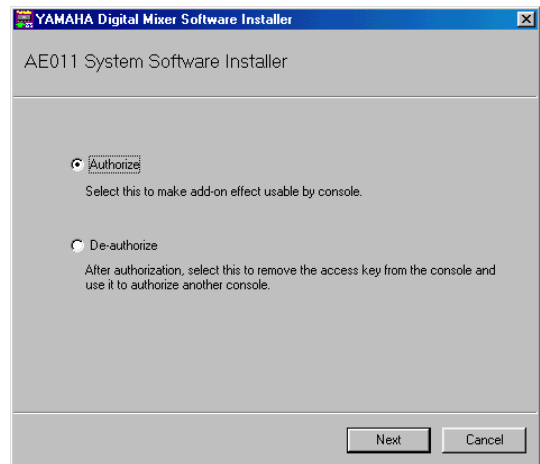 YAMAHA Digital Mixer Software Installer
AE011 System Software Installer
Authorize
Select this to make add-on effect usable by console.
De-authorize
After authorization, select this to remove the access key from the console and
use it to authorize another console.
Next
Cancel